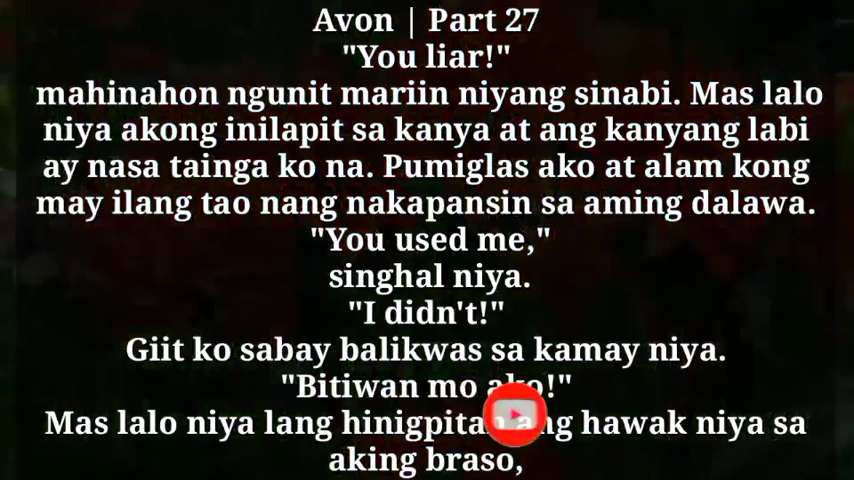 Avon | Part 27
"You liar!"
mahinahon ngunit mariin niyang sinabi. Mas lalo
niya akong inilapit sa kanya at ang kanyang labi
ay nasa tainga ko na. Pumiglas ako at alam kong
may ilang tao nang nakapansin sa aming dalawa.
"You used me,"
singhal niya.
"I didn't!"
Giit ko sabay balikwas sa kamay niya.
"Bitiwan mo ako!"
Mas lalo niya lang hinigpitan ang hawak niya sa
aking braso,